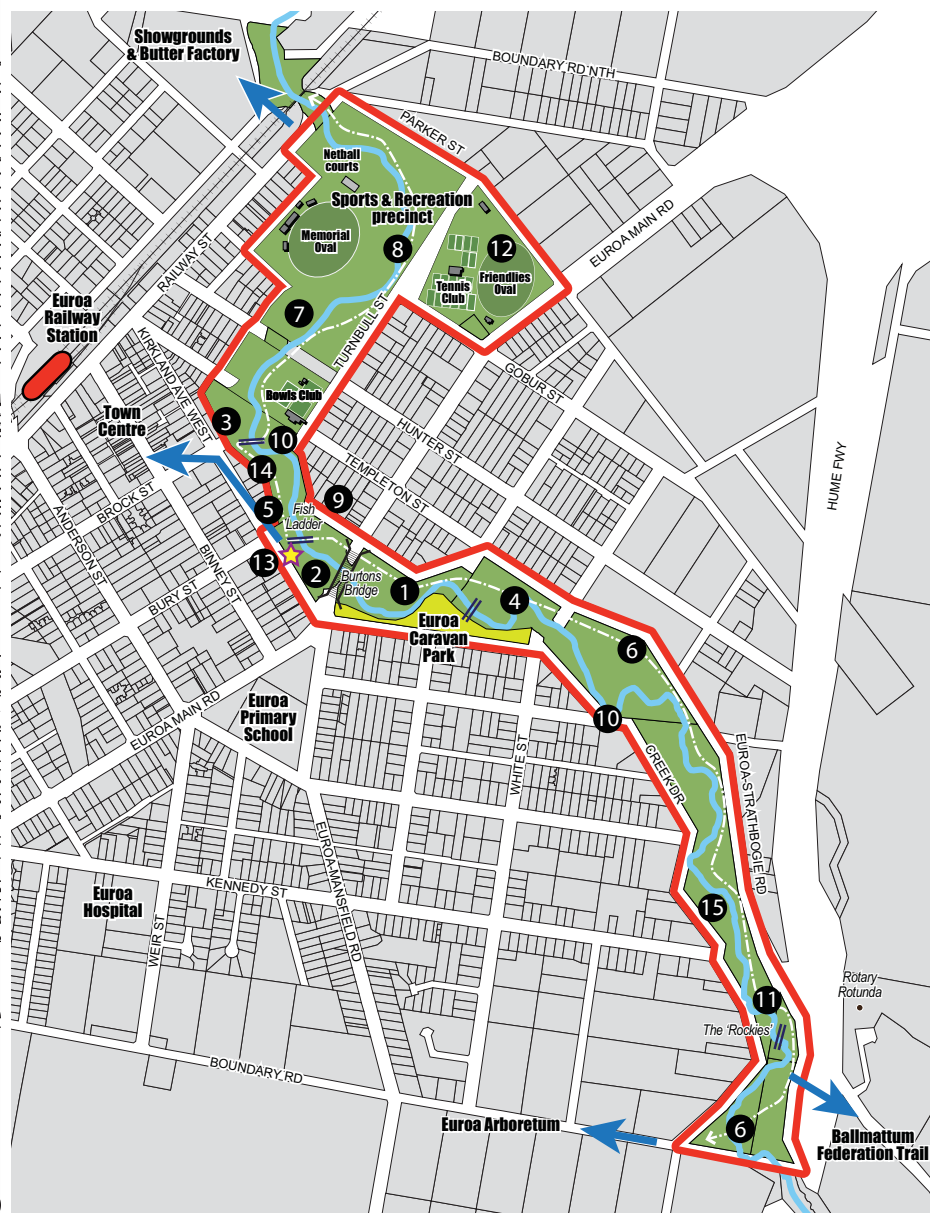 Showgrounds
& Butter Factory
BOUNDARY RD NTH
PARKER ST
Netball
courts
Sports & Recreation
precinct
Memorial
Oval
8
12
Tennis
Club
Friendlies
Oval
EUROA MAIN RD
RAILWAY ST
Euroa
Railway
Station
7
TURNBULL ST
KIRKLAND AVE WEST
GOBUR ST
Bowls Club
Town
Centre
3
10
HUNTER ST
14
TEMPLETON ST
HUME FWY
BROCK ST
ANDERSON ST
5
9
Fish
Ladder
BINNEY ST
13
2
Burtons
Bridge
1
4
BURY ST
Euroa
Caravan
Park
6
EUROA MAIN RD
Euroa
Primary
School
10
WHITE ST
CREEK DR
EUROA-STRATHBOGIE RD
EUROA-MANSFIELD RD
KENNEDY ST
Euroa
Hospital
WEIR ST
15
11
Rotary
Rotunda
The 'Rockies'
BOUNDARY RD
Euroa Arboretum
6
Ballmattum
Federation Trail